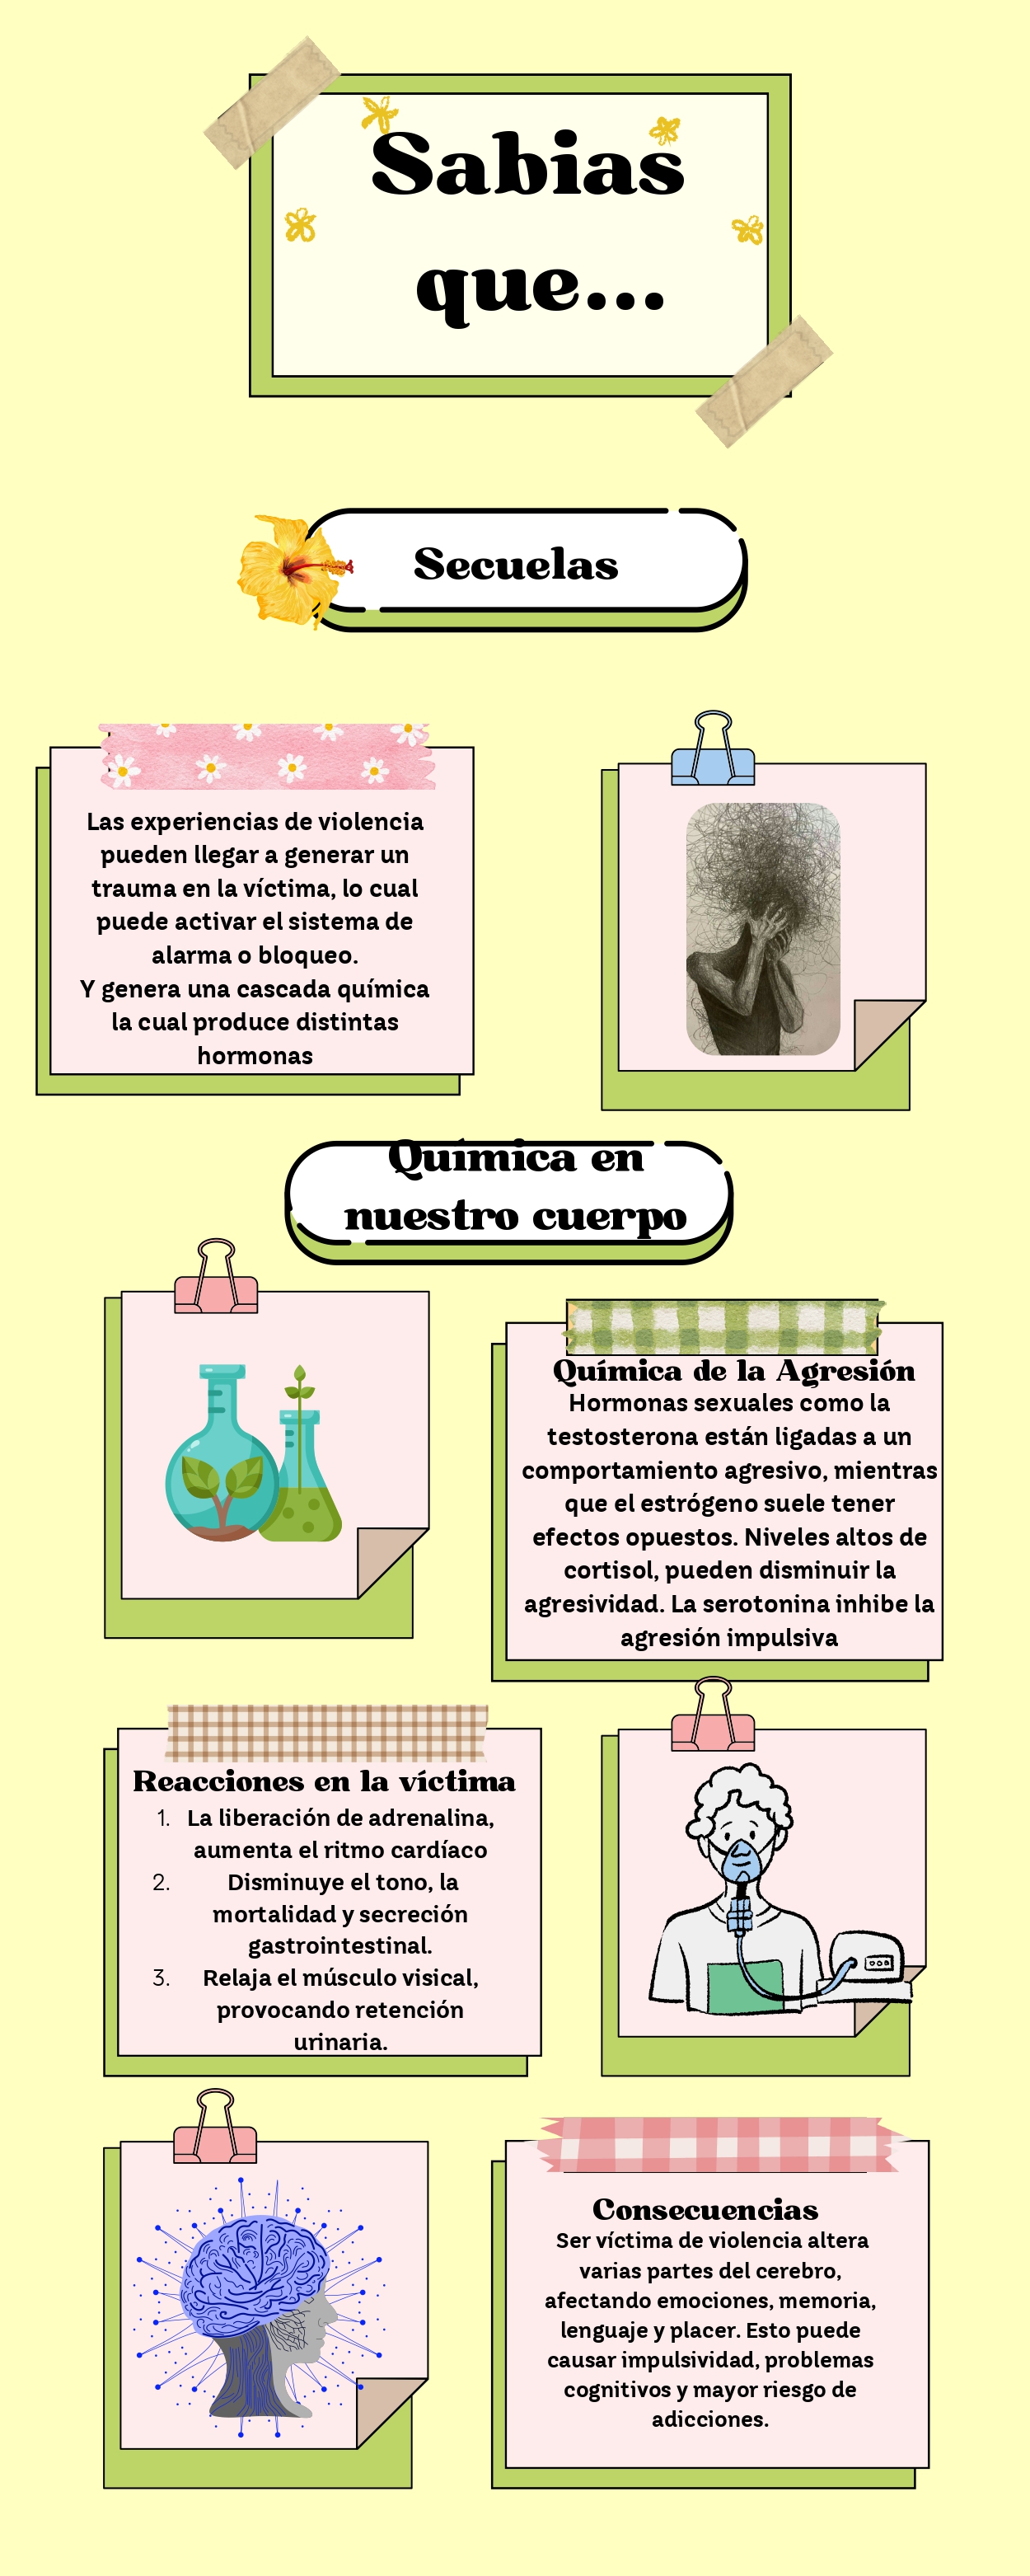 Sabias
que...
Secuelas
Las experiencias de violencia
pueden llegar a generar un
trauma en la víctima, lo cual
puede activar el sistema de
alarma o bloqueo.
Y genera una cascada química
la cual produce distintas
hormonas
Química en
nuestro cuerpo
Química de la Agresión
Hormonas sexuales como la
testosterona están ligadas a un
comportamiento agresivo, mientras
que el estrógeno suele tener
efectos opuestos. Niveles altos de
cortisol, pueden disminuir la
agresividad. La serotonina inhibe la
agresión impulsiva
Reacciones en la víctima
1. La liberación de adrenalina,
aumenta el ritmo cardíaco
2. Disminuye el tono, la
mortalidad y secreción
gastrointestinal.
3. Relaja el músculo visical,
provocando retención
urinaria.
Consecuencias
Ser víctima de violencia altera
varias partes del cerebro,
afectando emociones, memoria,
lenguaje y placer. Esto puede
causar impulsividad, problemas
cognitivos y mayor riesgo de
adicciones.